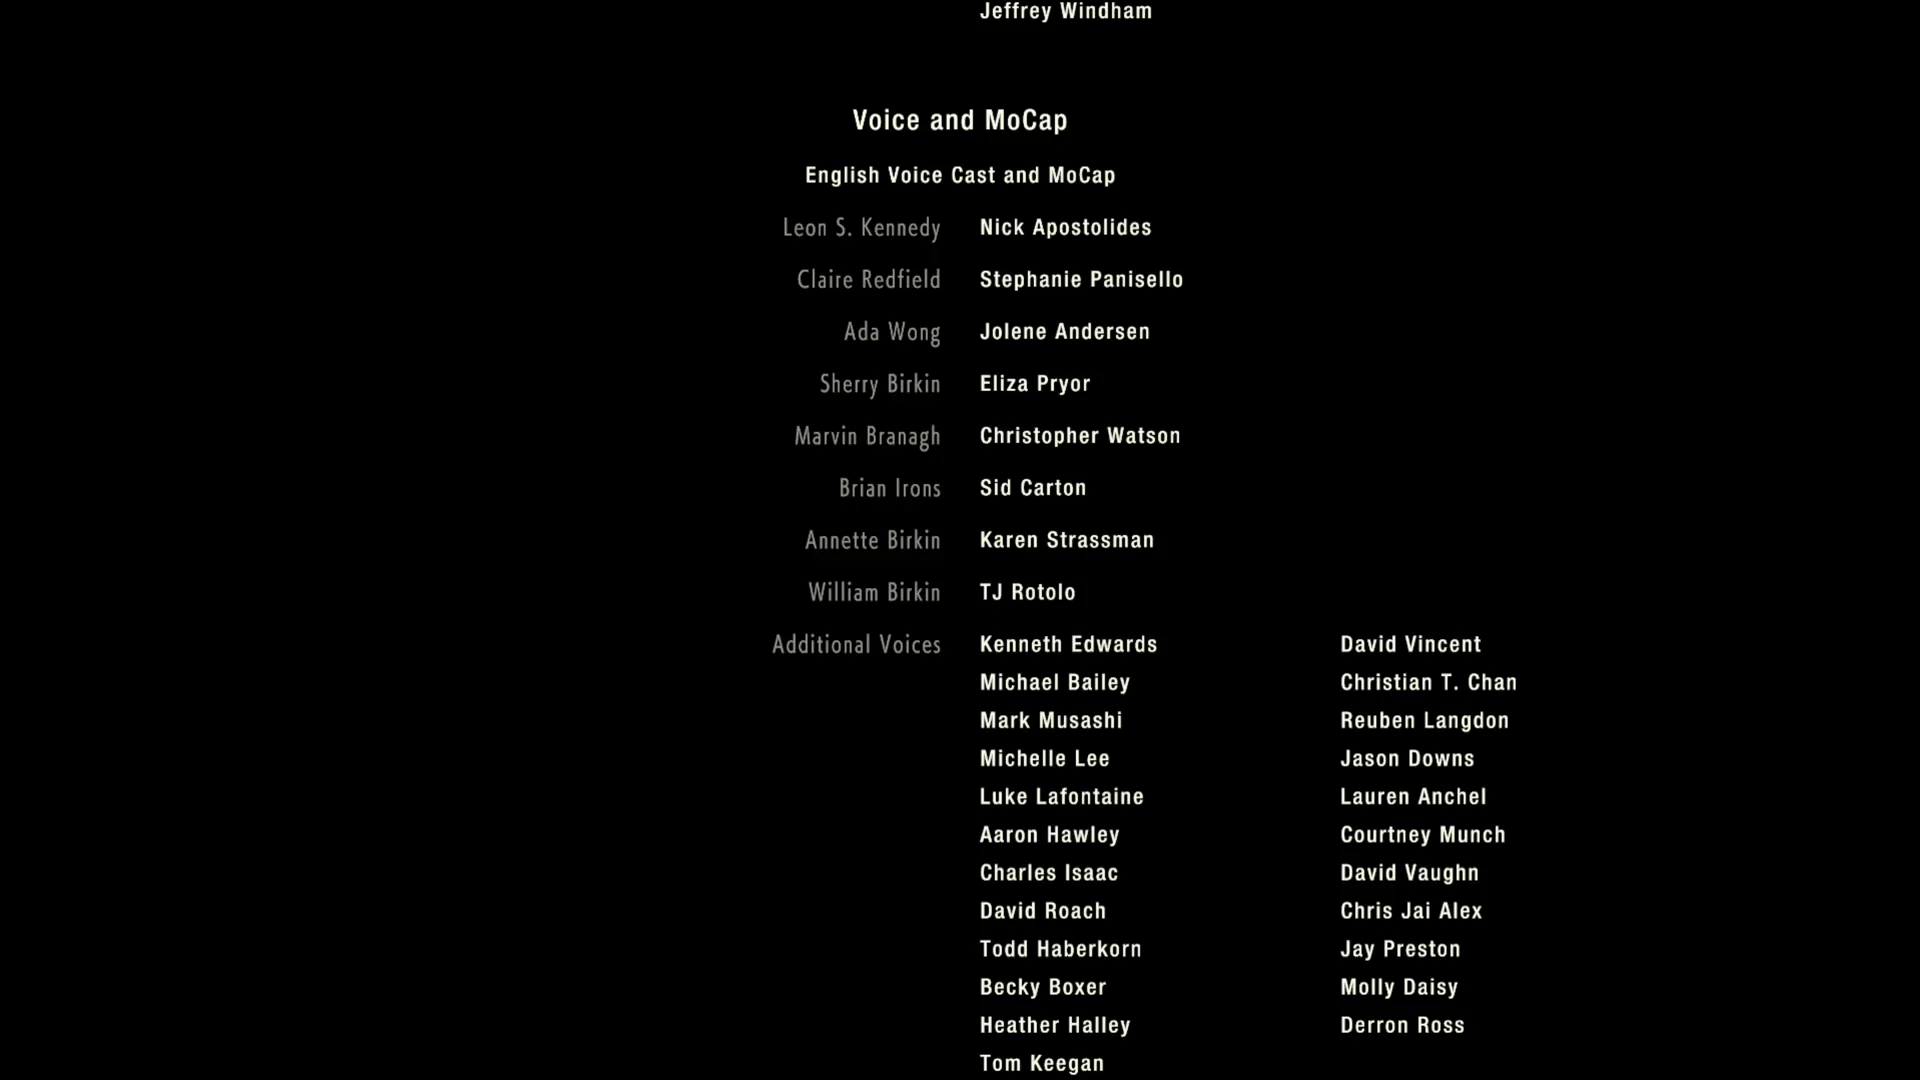 Jeffrey Windham
Voice and MoCap
English Voice Cast and MoCap
Leon S. Kennedy Nick Apostolides
Claire Redfield Stephanie Panisello
Ada Wong Jolene Andersen
Sherry Birkin Eliza Pryor
Marvin Branagh Christopher Watson
Brian Irons Sid Carton
Annette Birkin Karen Strassman
William Birkin TJ Rotolo
Additional Voices Kenneth Edwards David Vincent
Michael Bailey Christian T. Chan
Mark Musashi Reuben Langdon
Michelle Lee Jason Downs
Luke Lafontaine Lauren Anchel
Aaron Hawley Courtney Munch
Charles Isaac David Vaughn
David Roach Chris Jai Alex
Todd Haberkorn Jay Preston
Becky Boxer Molly Daisy
Heather Halley Derron Ross
Tom Keegan